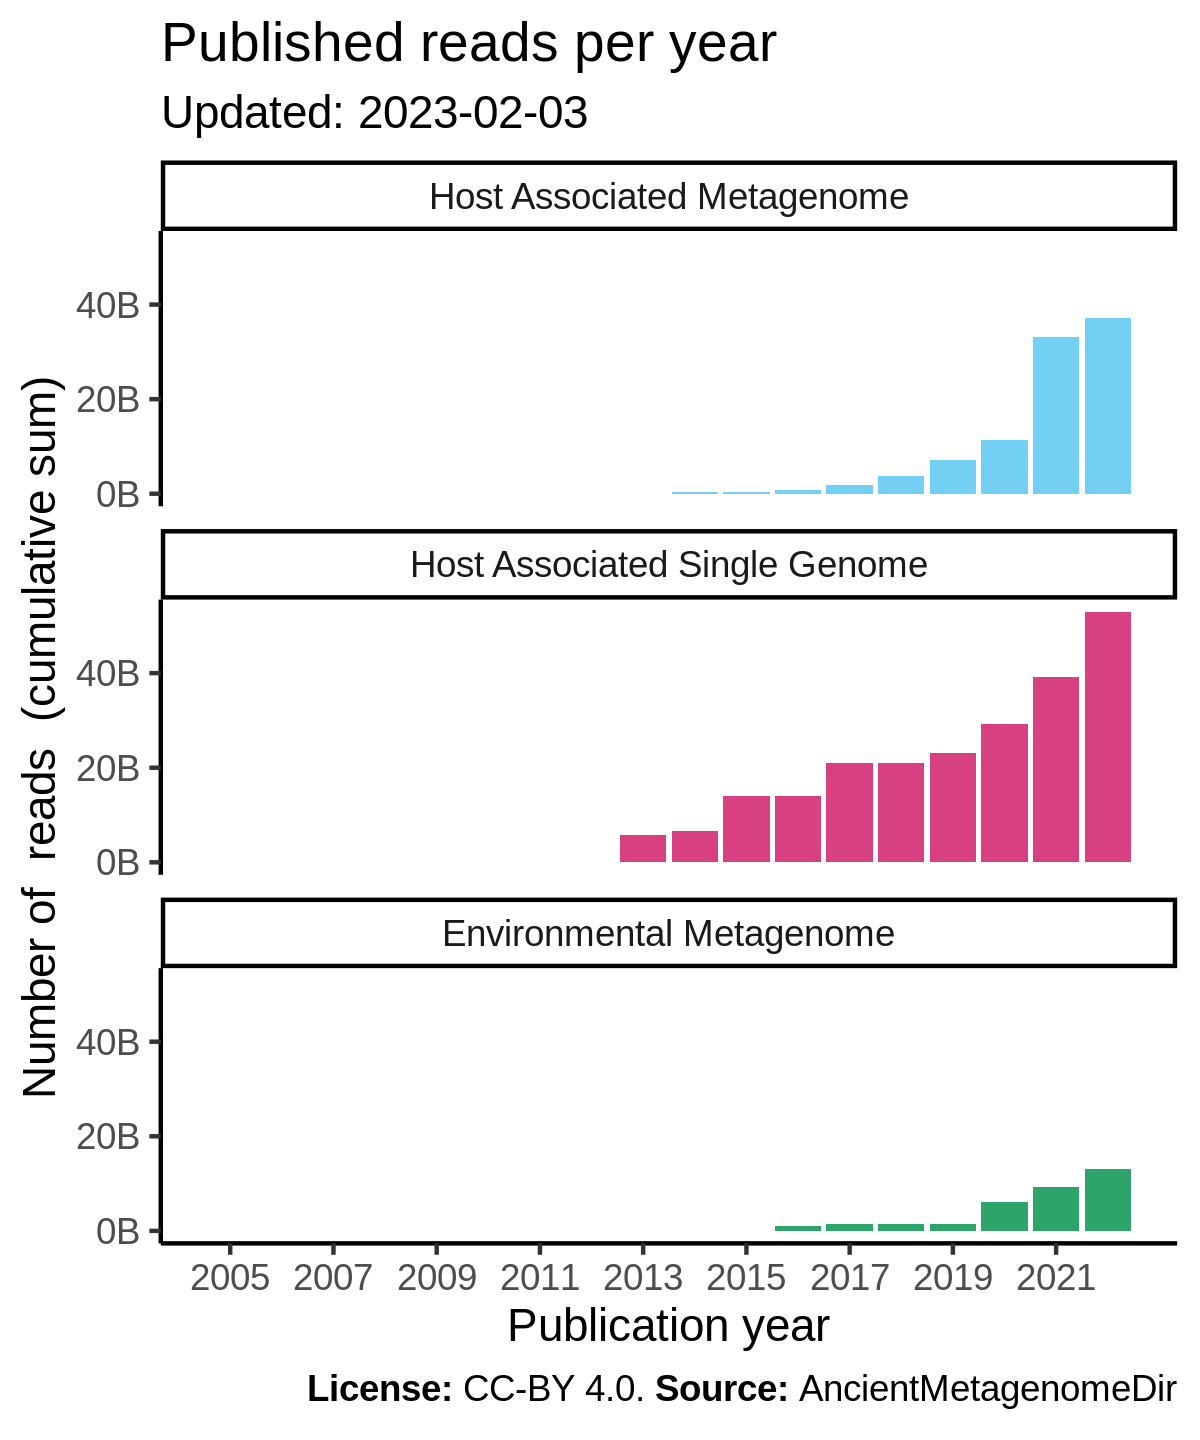 Published reads per year
Updated: 2023-02-03
Number of reads (cumulative sum)
Host Associated Metagenome
40B
20B
0B
Host Associated Single Genome
40B
20B
0B
Environmental Metagenome
40B
20B
0B
2005 2007 2009 2011 2013 2015 2017 2019 2021
Publication year
License: CC-BY 4.0. Source: AncientMetagenomeDir